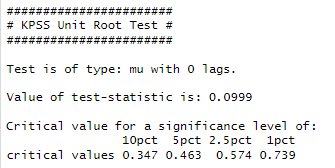 #######################
# KPSS Unit Root Test #
#######################
Test is of type: mu with 0 lags.
Value of test-statistic is: 0.0999
Critical value for a significance level of:
10pct 5pct 2.5pct 1pct
critical values 0.347 0.463 0.574 0.739